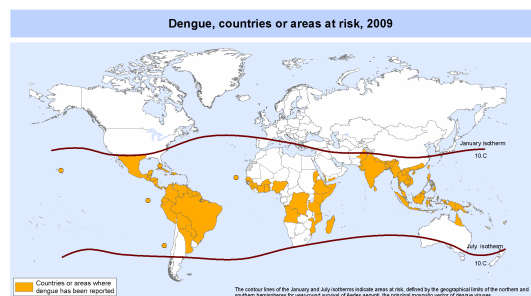 Dengue, countries or areas at risk, 2009
January isotherm
10.C
July isotherm
10.C
Countries or areas where
dengue has been reported
The contour lines of the January and July isotherms indicate areas at risk, defined by the geographical limits of the northern and
southern hemispheres for year-round survival of Aedes aegypti, the principal mosquito vector of dengue viruses.